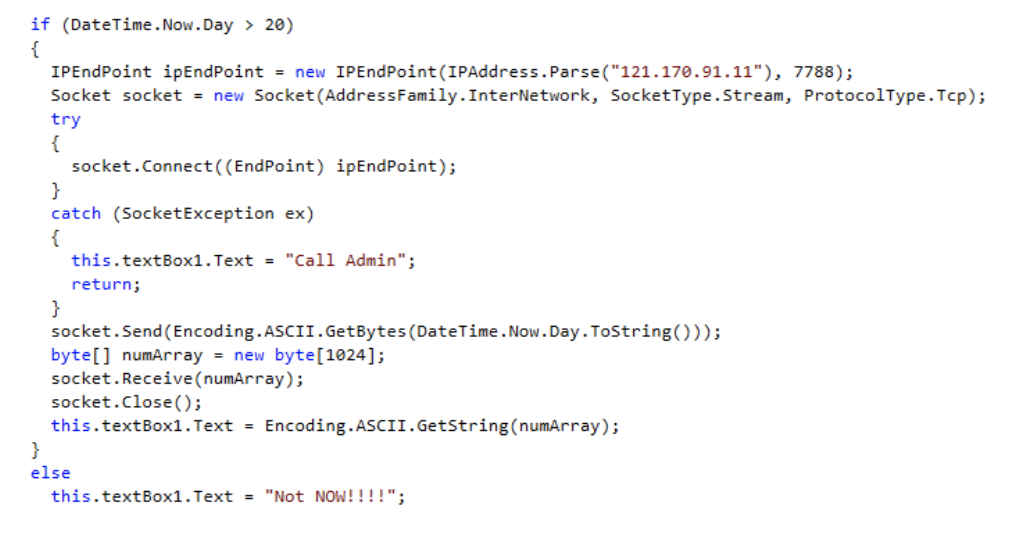 if (DateTime.Now.Day > 20)
{
  IPEndPoint ipEndPoint = new IPEndPoint(IPAddress.Parse("121.170.91.11"), 7788);
  Socket socket = new Socket(AddressFamily.InterNetwork, SocketType.Stream, ProtocolType.Tcp);
  try
  {
    socket.Connect((EndPoint) ipEndPoint);
  }
  catch (SocketException ex)
  {
    this.textBox1.Text = "Call Admin";
    return;
  }
  socket.Send(Encoding.ASCII.GetBytes(DateTime.Now.Day.ToString()));
  byte[] numArray = new byte[1024];
  socket.Receive(numArray);
  socket.Close();
  this.textBox1.Text = Encoding.ASCII.GetString(numArray);
}
else
  this.textBox1.Text = "Not NOW!!!!";